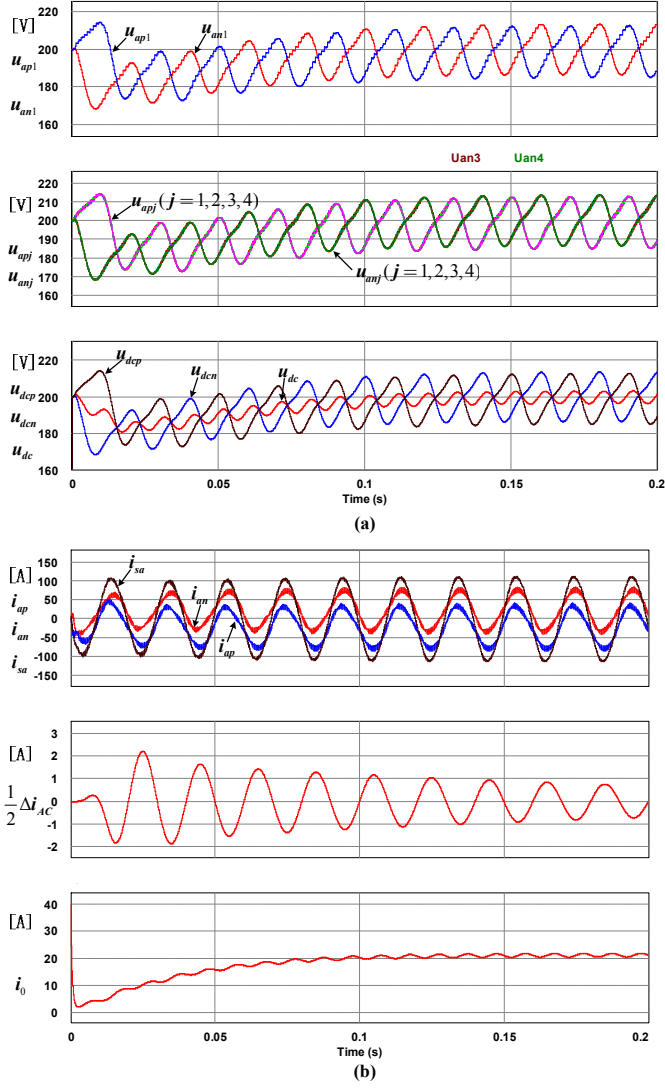 [V]
u_ap1
u_an1
220
200
180
160
u_ap1
u_an1
Uan3 Uan4
[V]
u_apj
u_anj
220
210
200
190
180
170
160
u_apj (j = 1,2,3,4)
u_anj (j = 1,2,3,4)
[V]
u_dcp
u_dcn
u_dc
220
200
180
160
u_dcp
u_dcn
u_dc
0 0.05 0.1 0.15 0.2
Time (s)
(a)
[A]
i_ap
i_an
i_sa
150
100
50
0
-50
-100
-150
i_sa
i_an
i_ap
[A]
1/2 Δi_AC
3
2
1
0
-1
-2
[A]
i_0
40
30
20
10
0
0 0.05 0.1 0.15 0.2
Time (s)
(b)